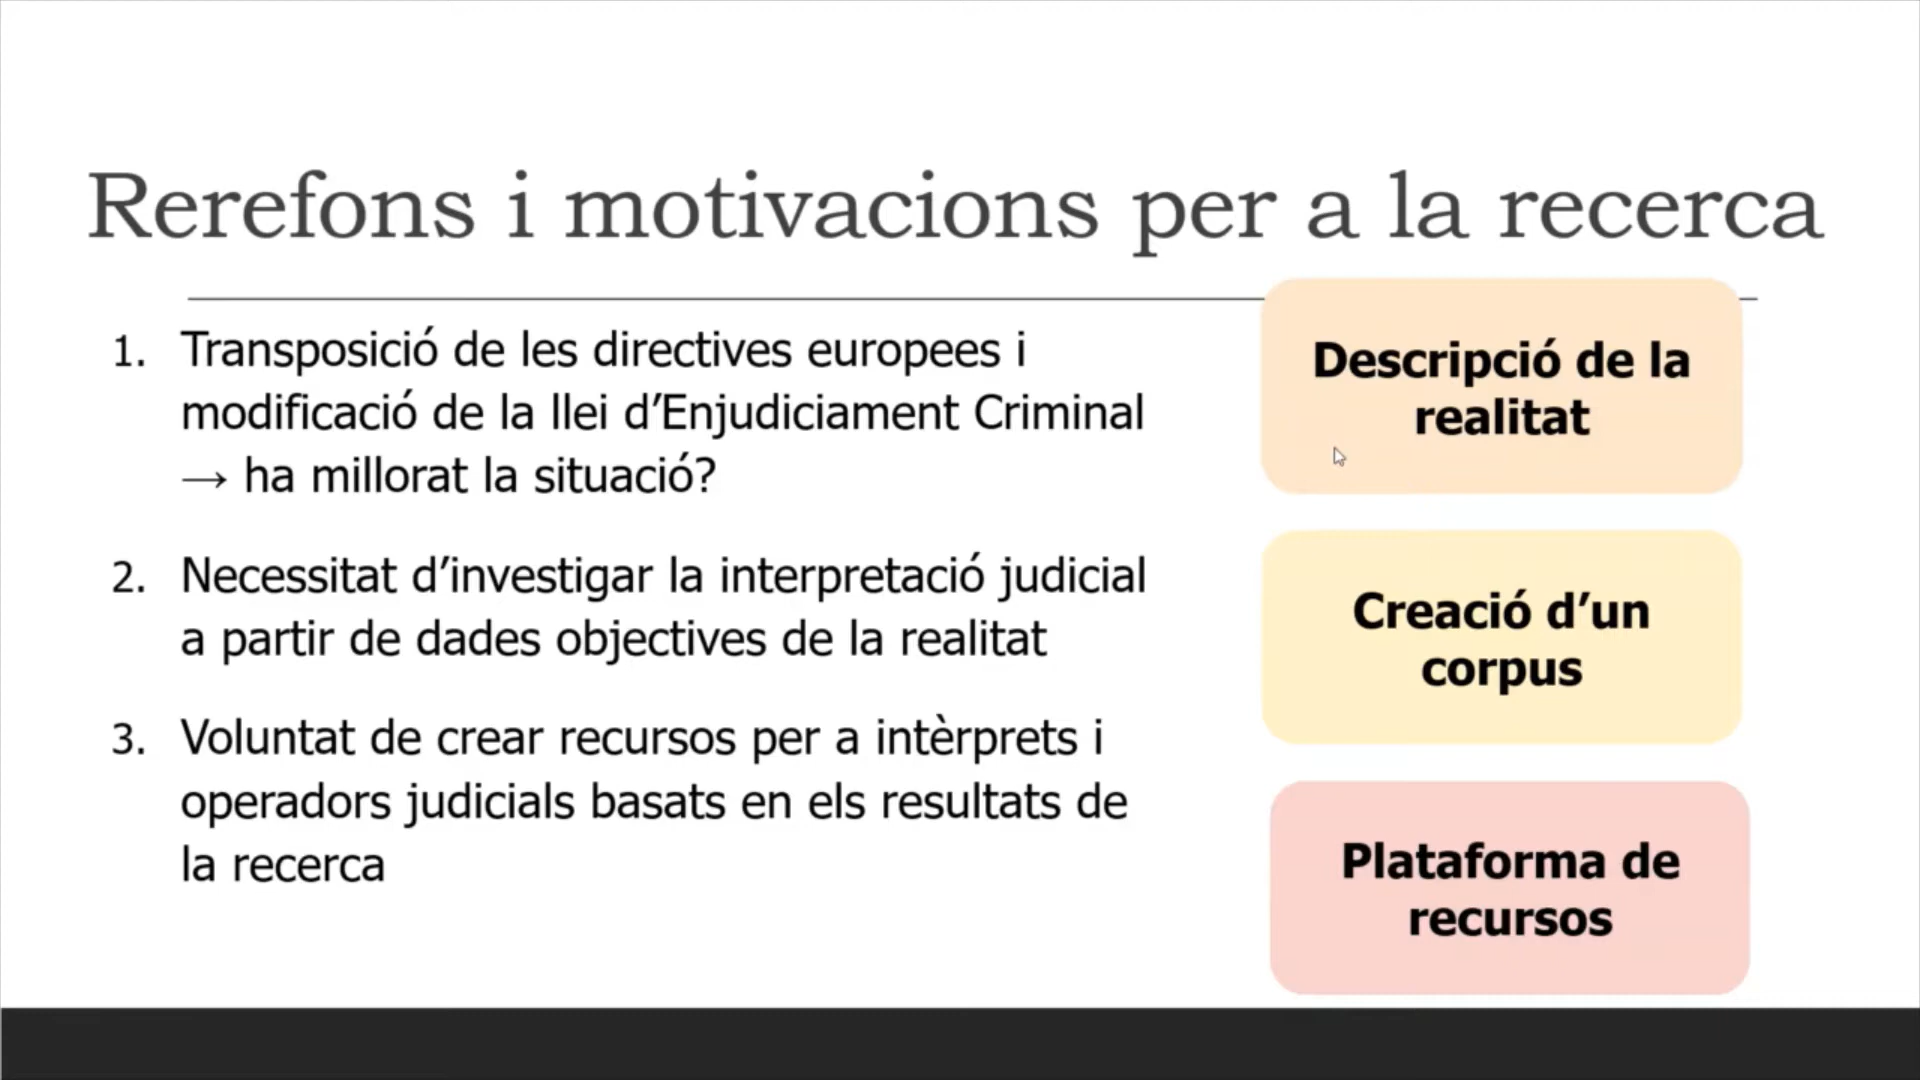 Rerefons i motivacions per a la recerca
1. Transposició de les directives europees i
modificació de la llei d’Enjudiciament Criminal
→ ha millorat la situació?
2. Necessitat d’investigar la interpretació judicial
a partir de dades objectives de la realitat
3. Voluntat de crear recursos per a intèrprets i
operadors judicials basats en els resultats de
la recerca
Descripció de la
realitat
Creació d’un
corpus
Plataforma de
recursos